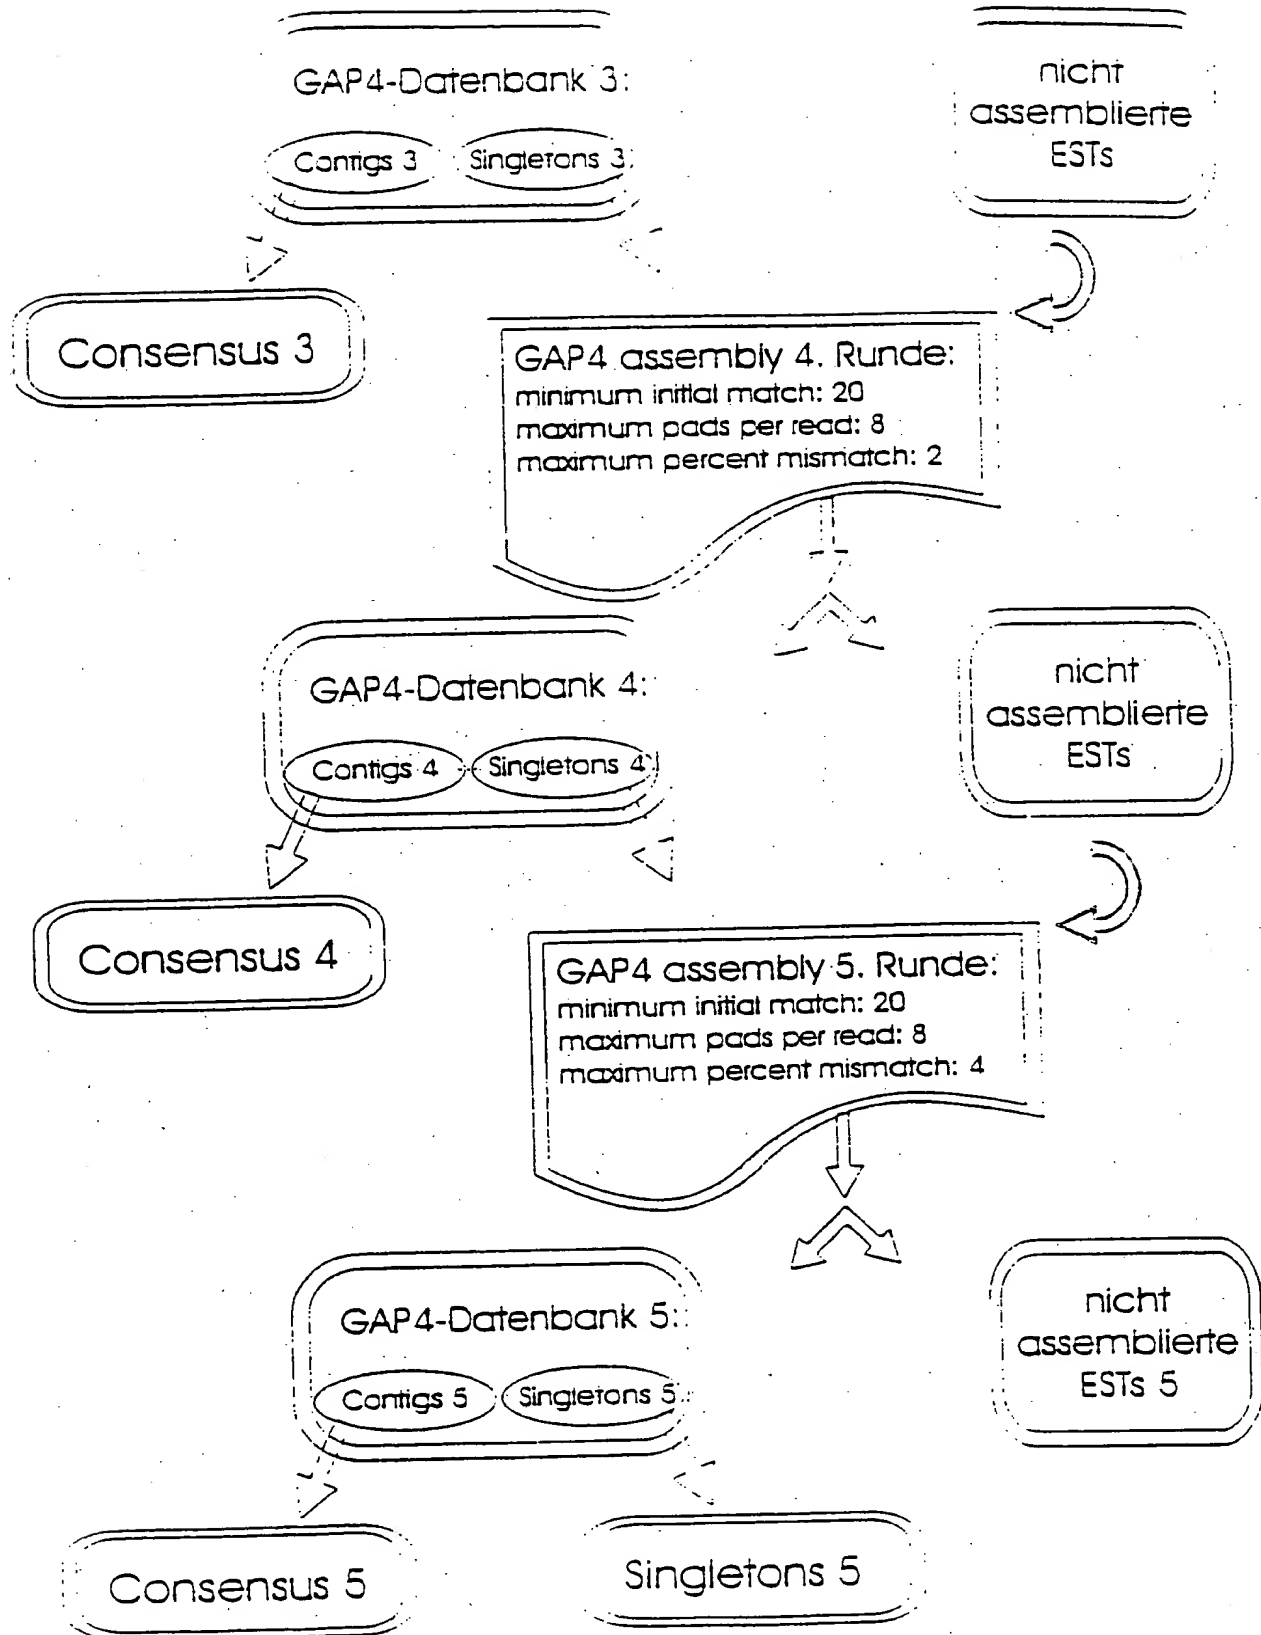 GAP4-Datenbank 3:
Contigs 3
Singletons 3
nicht
assemblierte
ESTs
Consensus 3
GAP4 assembly 4. Runde:
minimum initial match: 20
maximum pads per read: 8
maximum percent mismatch: 2
GAP4-Datenbank 4:
Contigs 4
Singletons 4
nicht
assemblierte
ESTs
Consensus 4
GAP4 assembly 5. Runde:
minimum initial match: 20
maximum pads per read: 8
maximum percent mismatch: 4
GAP4-Datenbank 5:
Contigs 5
Singletons 5
nicht
assemblierte
ESTs 5
Consensus 5
Singletons 5